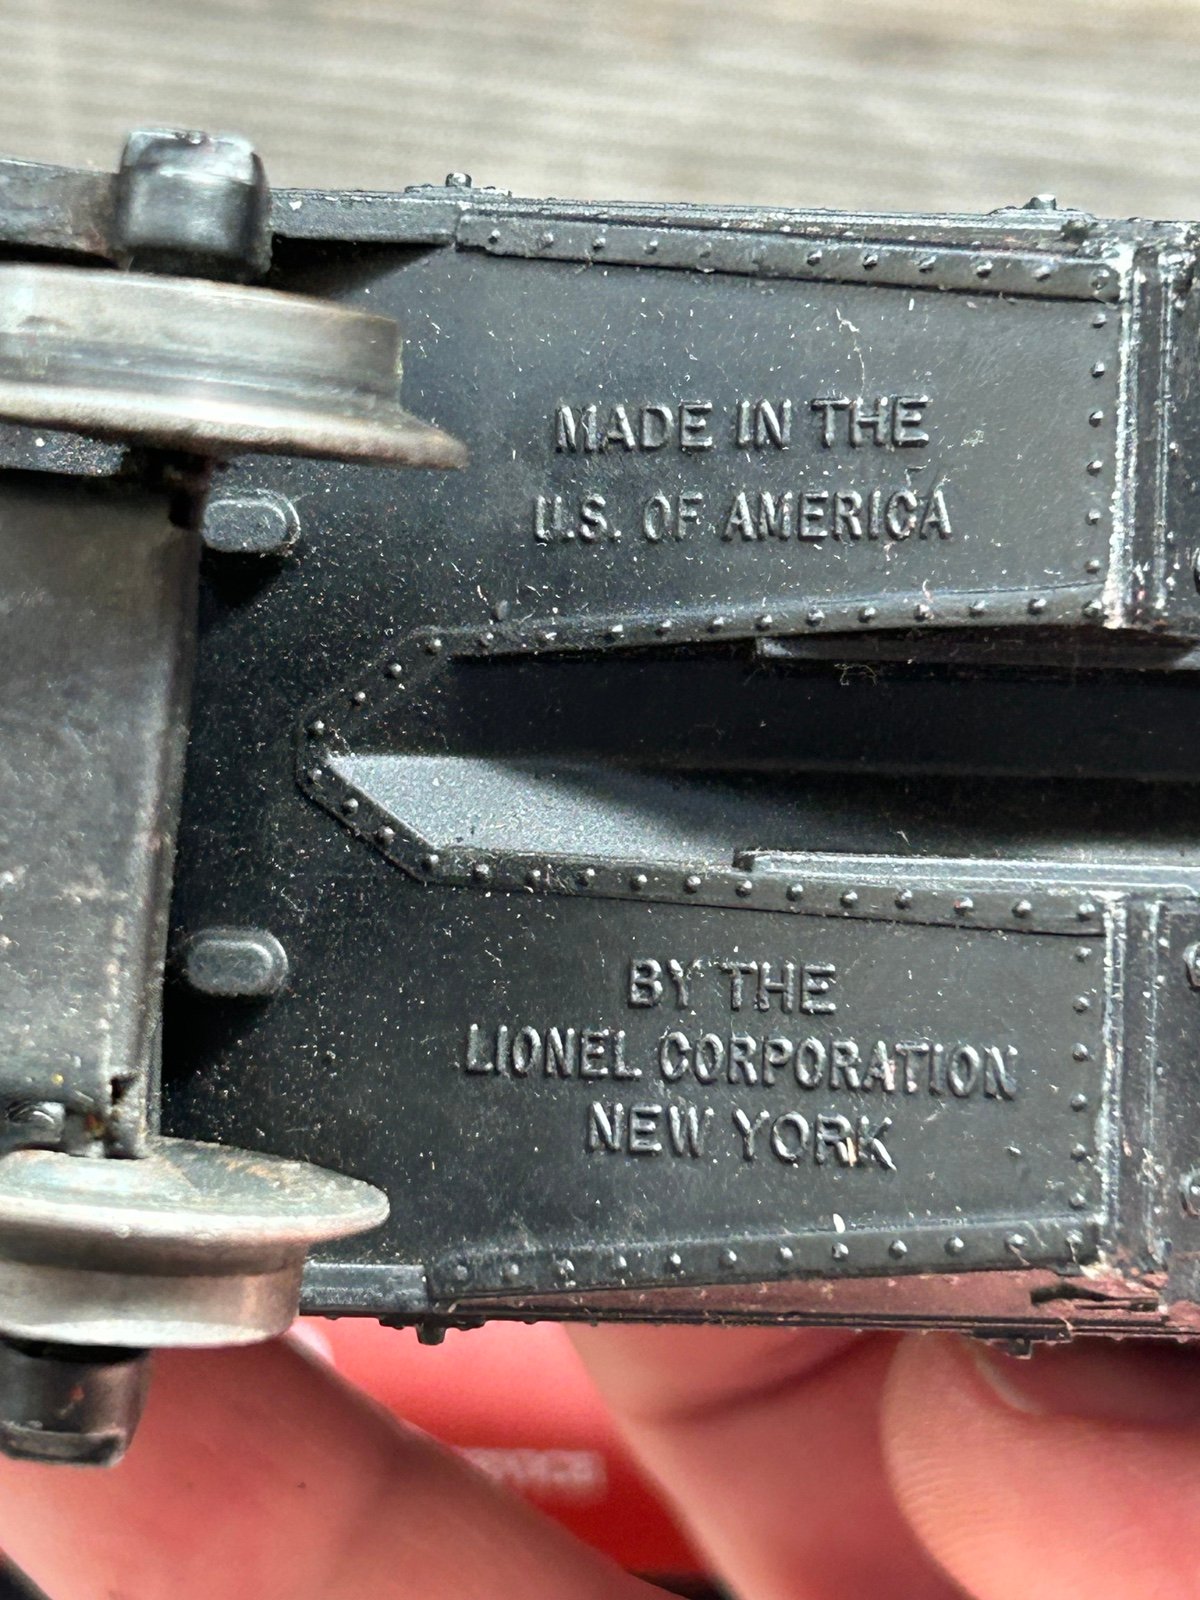 MADE IN THE
U.S. OF AMERICA
BY THE
LIONEL CORPORATION
NEW YORK